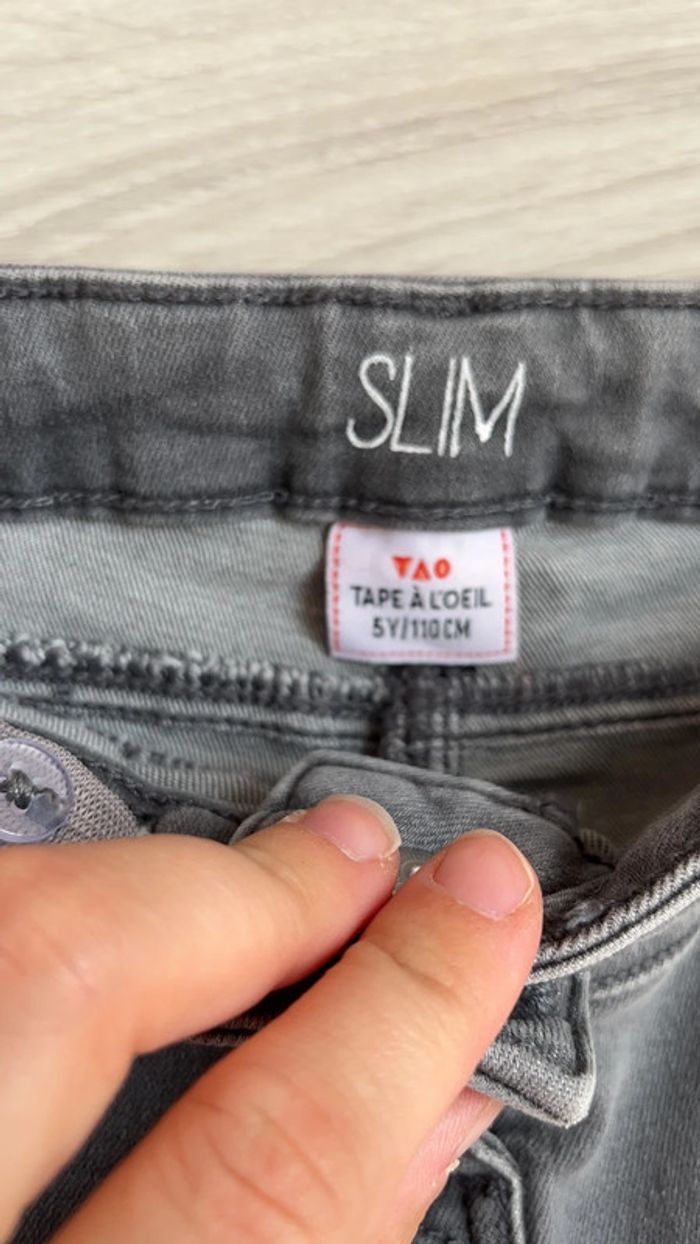 SLIM
TAO
TAPE À L'OEIL
5Y/110CM